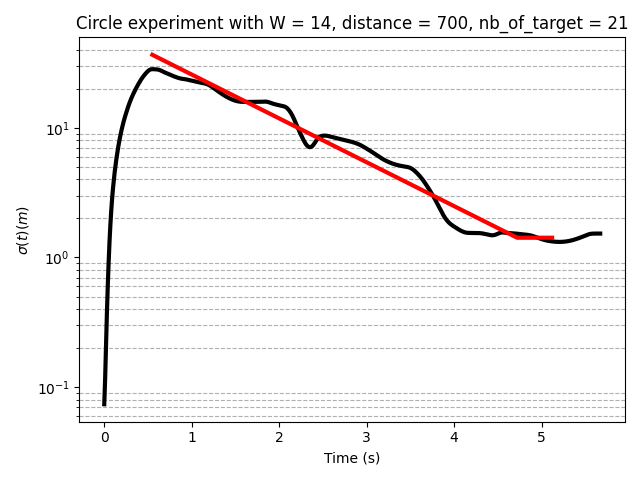 Circle experiment with W = 14, distance = 700, nb_of_target = 21
σ(t)(m)
10¹
10⁰
10⁻¹
0 1 2 3 4 5
Time (s)